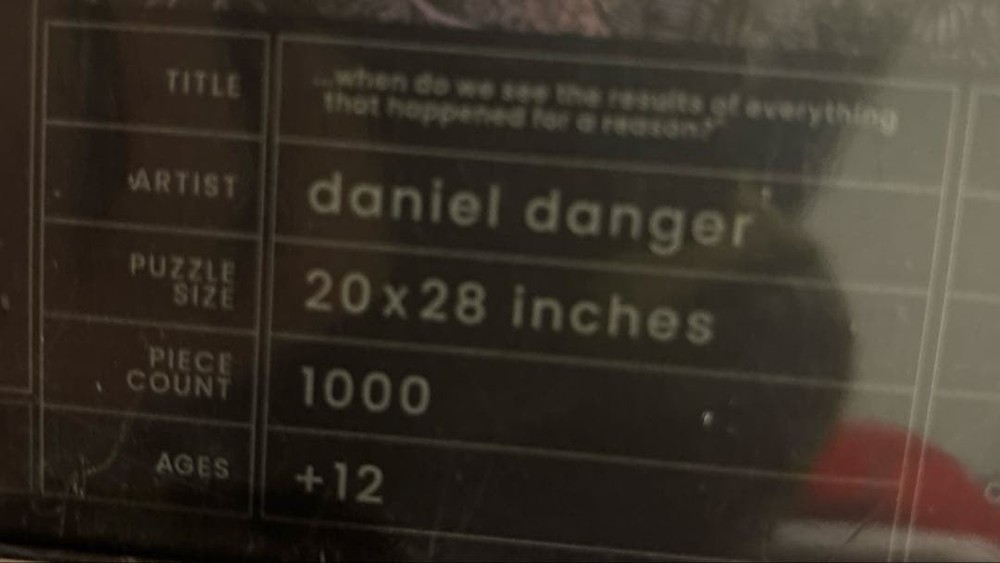 TITLE
...when do we see the results of everything
that happened for a reason?"
ARTIST
daniel danger
PUZZLE
SIZE
20x28 inches
PIECE
COUNT
1000
AGES
+12